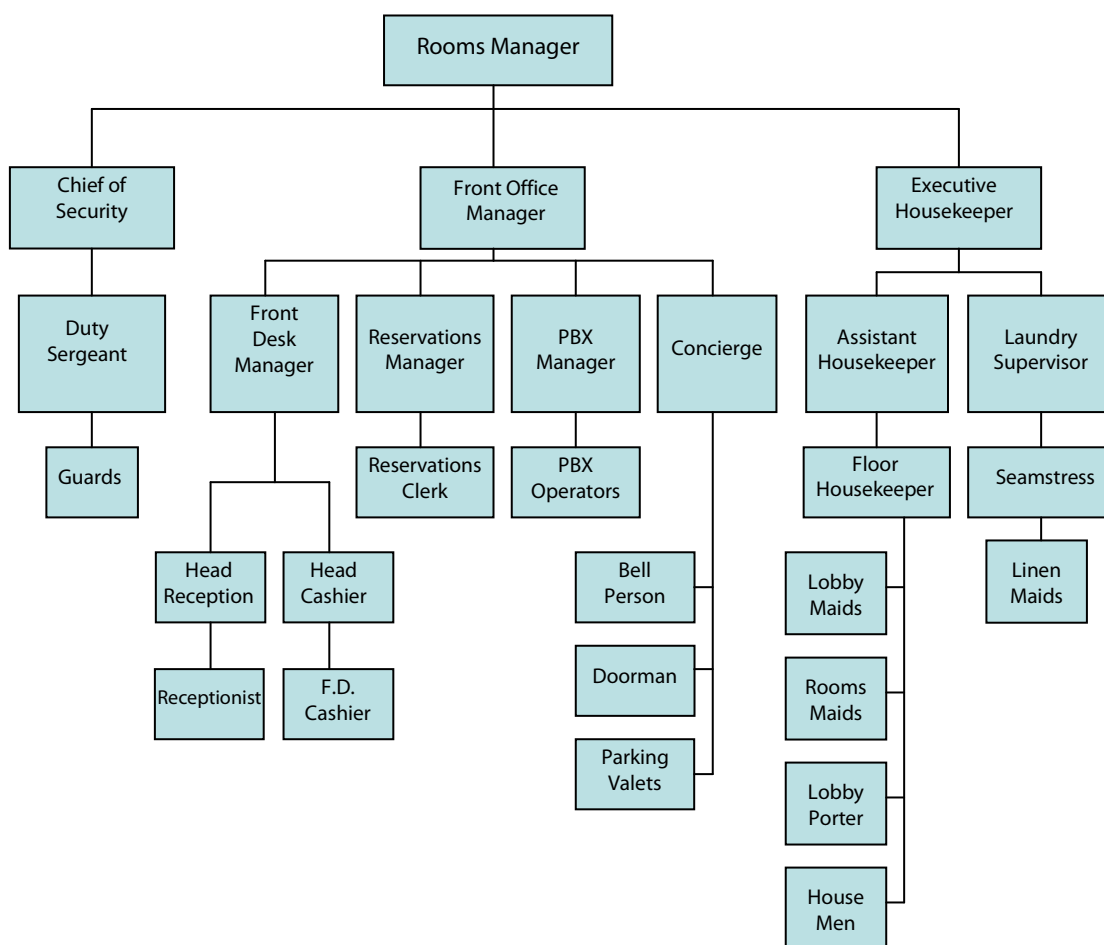 Rooms Manager
Chief of
Security
Front Office
Manager
Executive
Housekeeper
Duty
Sergeant
Front
Desk
Manager
Reservations
Manager
PBX
Manager
Concierge
Assistant
Housekeeper
Laundry
Supervisor
Guards
Reservations
Clerk
PBX
Operators
Floor
Housekeeper
Seamstress
Head
Reception
Head
Cashier
Bell
Person
Lobby
Maids
Linen
Maids
Receptionist
F.D.
Cashier
Doorman
Rooms
Maids
Parking
Valets
Lobby
Porter
House
Men